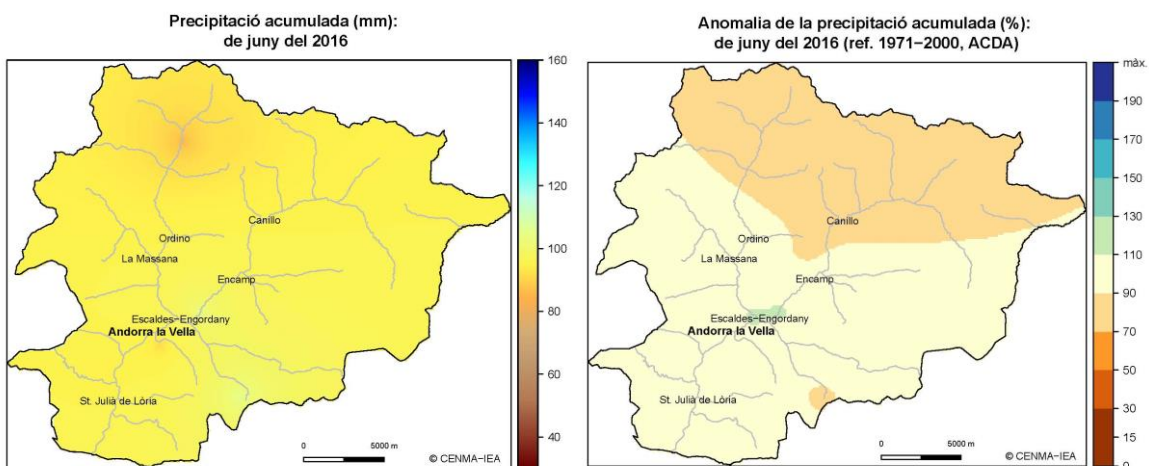 Precipitació acumulada (mm):
de juny del 2016
160
140
120
100
80
60
40
Canillo
Ordino
La Massana
Encamp
Escaldes-Engordany
Andorra la Vella
St. Julià de Lòria
0 5000 m
© CENMA-IEA
Anomalia de la precipitació acumulada (%):
de juny del 2016 (ref. 1971-2000, ACDA)
màx.
190
170
150
130
110
90
70
50
30
15
0
Canillo
Ordino
La Massana
Encamp
Escaldes-Engordany
Andorra la Vella
St. Julià de Lòria
0 5000 m
© CENMA-IEA